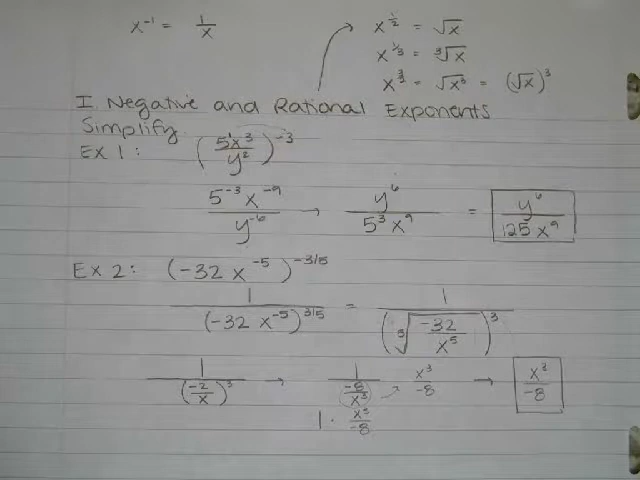 x⁻¹ = 1/x
x^(1/2) = √x
x^(1/3) = ∛x
x^(3/2) = √x³ = (√x)³
I. Negative and Rational Exponents
Simplify.
EX 1: (5¹x³/y²)⁻³
5⁻³x⁻⁹/y⁻⁶ → y⁶/5³x⁹ = y⁶/125x⁹
Ex 2: (-32x⁻⁵)^(-3/5)
1/(-32x⁻⁵)^(3/5) = 1/(⁵√(-32/x⁵))³
1/(-2/x)³ → 1/(-8/x³) → x³/-8 → x³/-8
1 · x³/-8